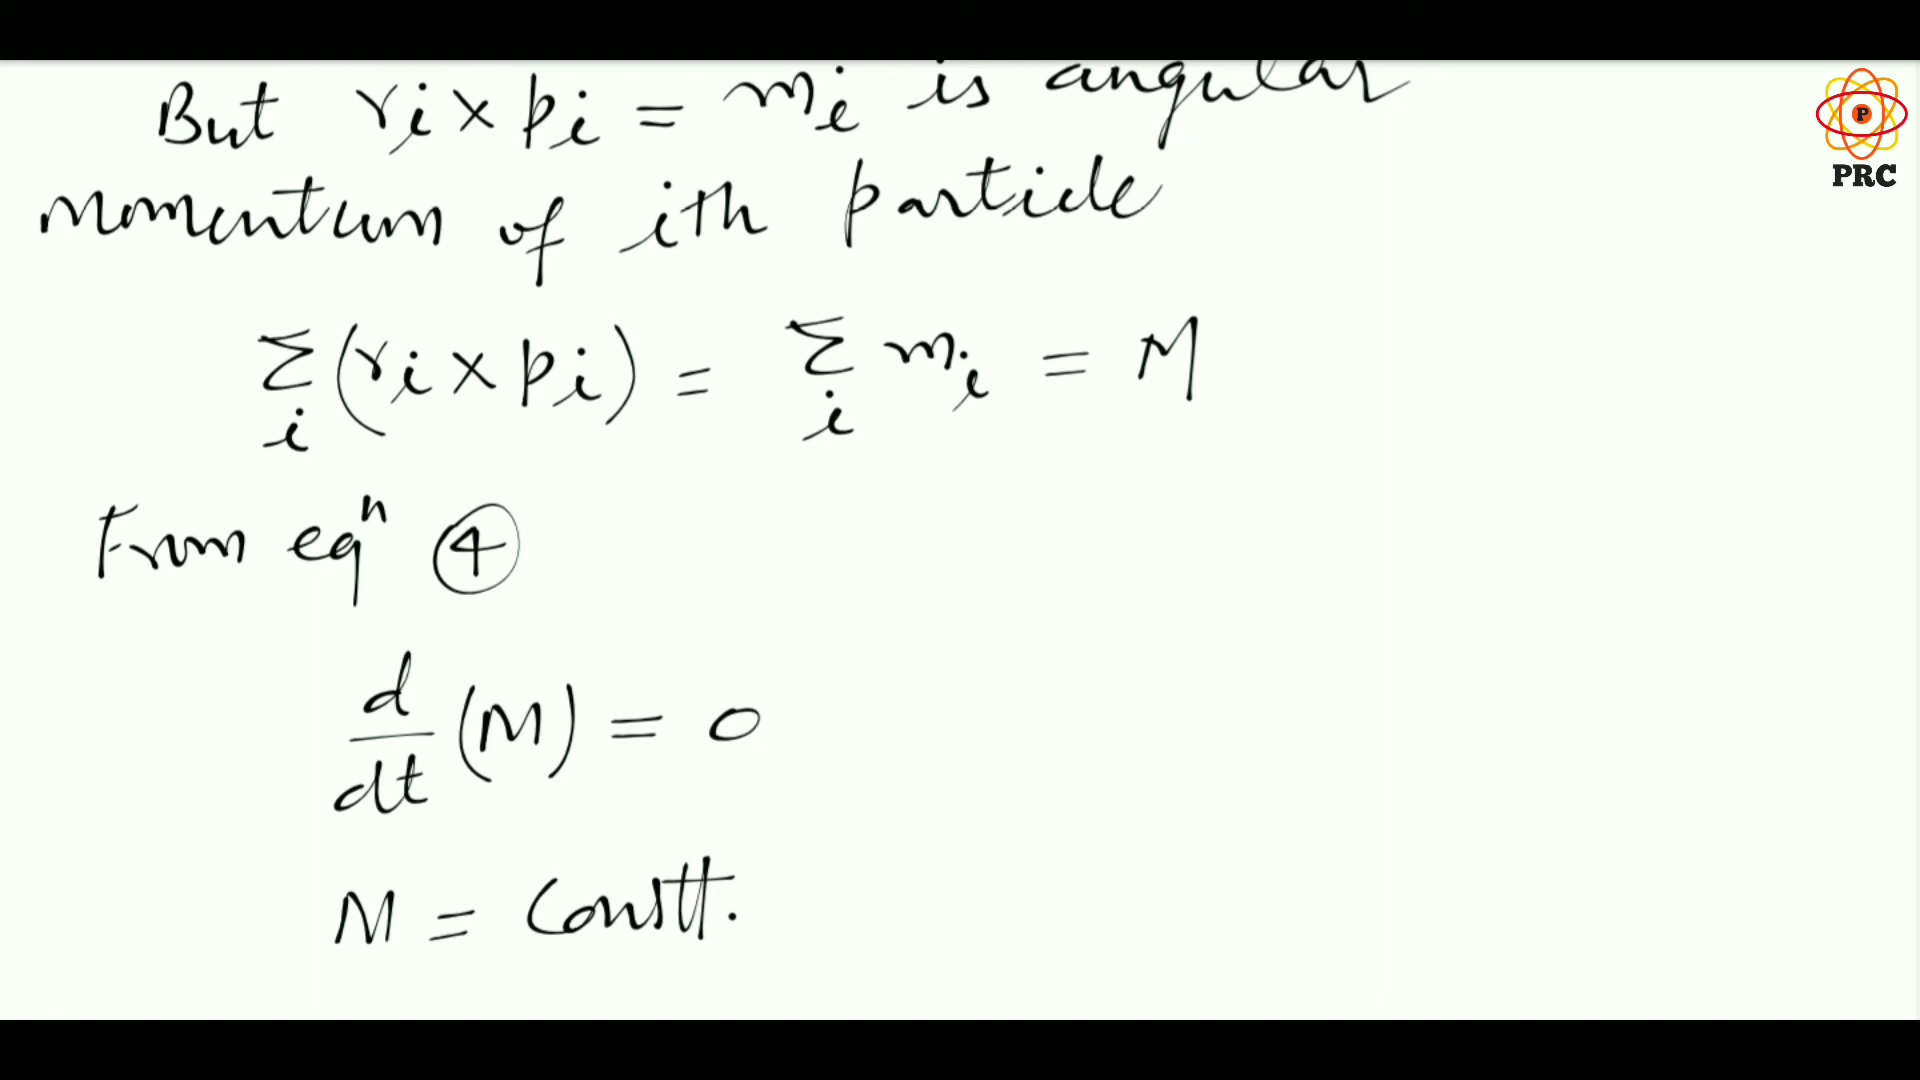 But ri × pi = mi is angular
momentum of ith particle
Σi (ri × pi) = Σi mi = M
From eqⁿ ④
d/dt (M) = 0
M = Constt.
P
PRC